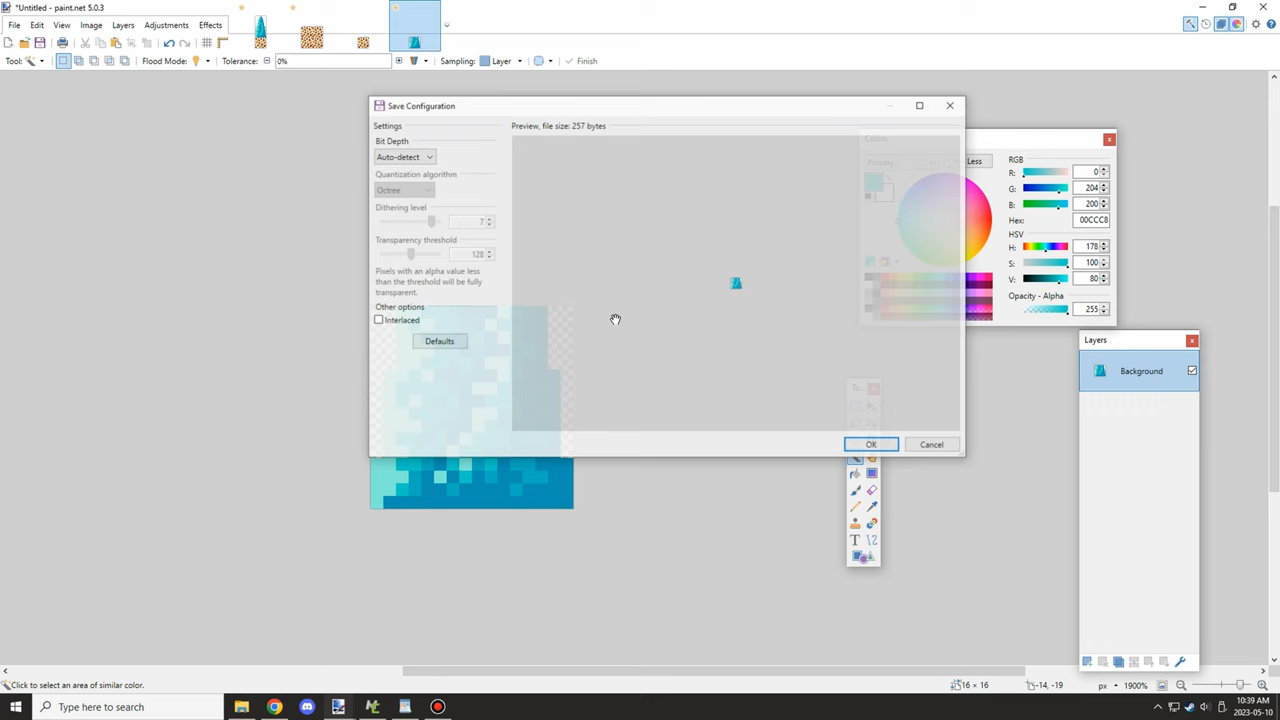 *Untitled - paint.net 5.0.3
File Edit View Image Layers Adjustments Effects
Tool: Flood Mode: Tolerance: 0% Sampling: Layer Finish
Save Configuration
Settings
Preview, file size: 257 bytes
Bit Depth
Auto-detect
Quantization algorithm
Octree
Dithering level
7
Transparency threshold
128
Pixels with an alpha value less
than the threshold will be fully
transparent.
Other options
Interlaced
Defaults
OK Cancel
Colors
Primary
Less
RGB
R: 0
G: 204
B: 200
Hex: 00CCC8
HSV
H: 178
S: 100
V: 80
Opacity - Alpha
255
Layers
Background
T
Click to select an area of similar color.
16 × 16
-14, -19
px
1900%
Type here to search
10:39 AM
2023-05-10